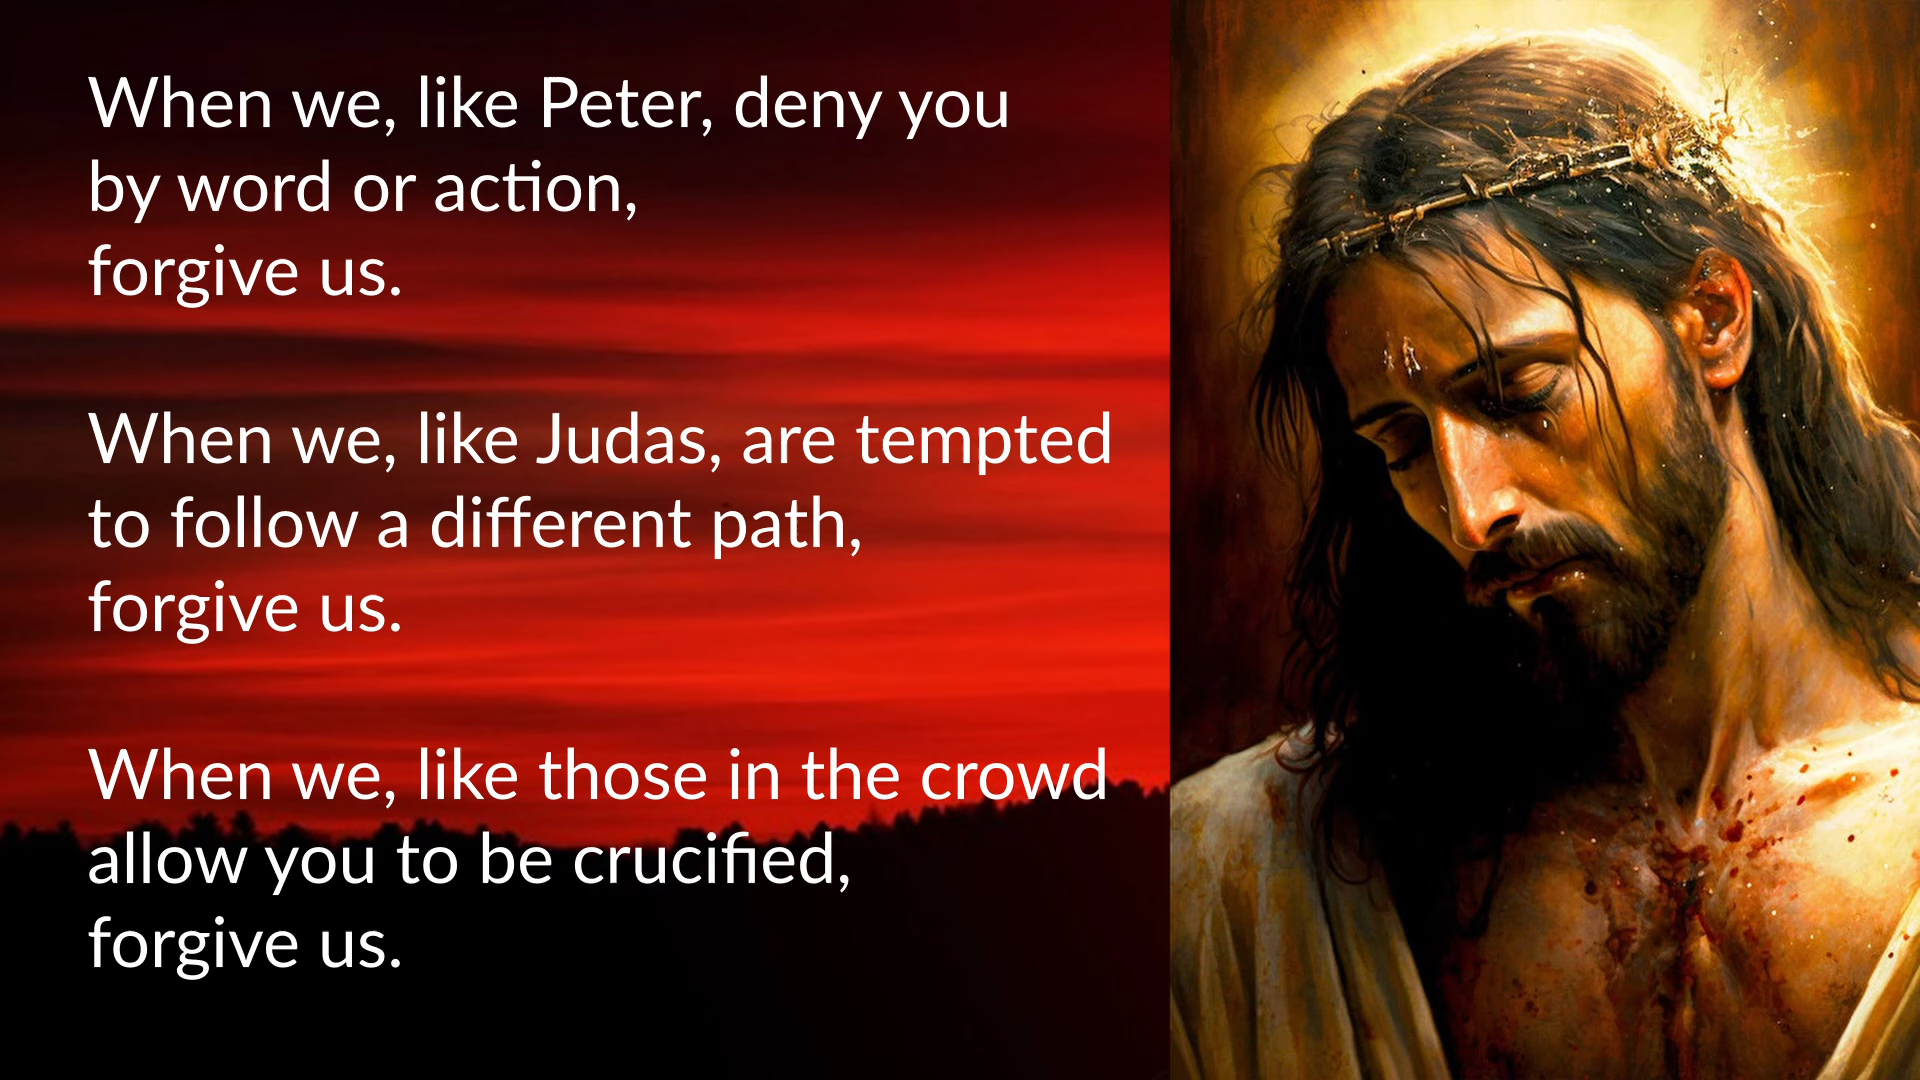 When we, like Peter, deny you
by word or action,
forgive us.
When we, like Judas, are tempted
to follow a different path,
forgive us.
When we, like those in the crowd
allow you to be crucified,
forgive us.